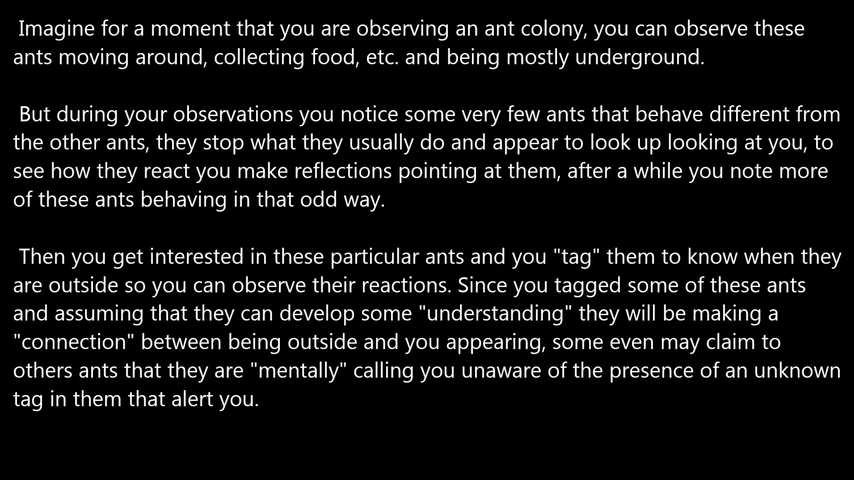 Imagine for a moment that you are observing an ant colony, you can observe these
ants moving around, collecting food, etc. and being mostly underground.
But during your observations you notice some very few ants that behave different from
the other ants, they stop what they usually do and appear to look up looking at you, to
see how they react you make reflections pointing at them, after a while you note more
of these ants behaving in that odd way.
Then you get interested in these particular ants and you "tag" them to know when they
are outside so you can observe their reactions. Since you tagged some of these ants
and assuming that they can develop some "understanding" they will be making a
"connection" between being outside and you appearing, some even may claim to
others ants that they are "mentally" calling you unaware of the presence of an unknown
tag in them that alert you.